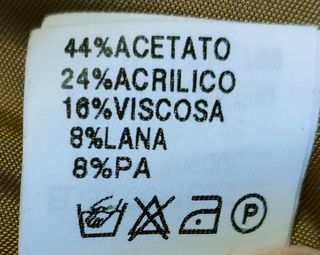 44%ACETATO
24%ACRILICO
16%VISCOSA
8%LANA
8%PA
P